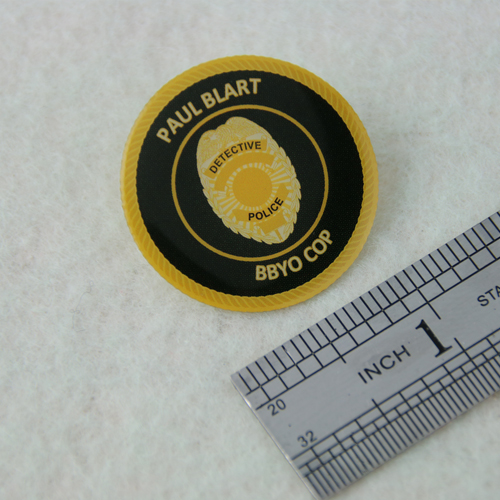 PAUL BLART
DETECTIVE
POLICE
BBYO COP
INCH 1
STA
20
32